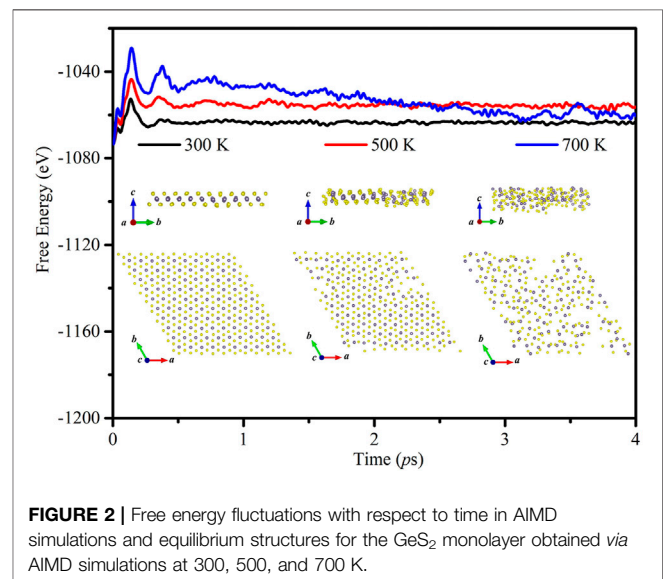 -1040
-1080
-1120
-1160
-1200
Free Energy (eV)
300 K 500 K 700 K
c
a b
c
a b
c
a b
b
c a
b
c a
b
c a
0 1 2 3 4
Time (ps)
FIGURE 2 | Free energy fluctuations with respect to time in AIMD
simulations and equilibrium structures for the GeS₂ monolayer obtained via
AIMD simulations at 300, 500, and 700 K.